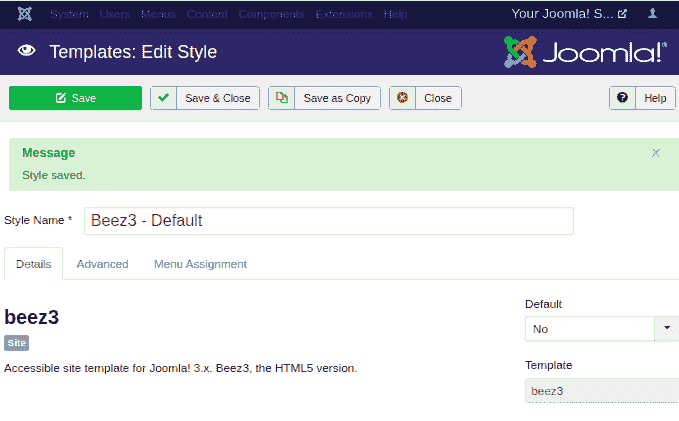 System Users Menus Content Components Extensions Help Your Joomla! S...
Templates: Edit Style Joomla!®
Save Save & Close Save as Copy Close Help
Message
Style saved.
Style Name * Beez3 - Default
Details Advanced Menu Assignment
beez3
Site
Accessible site template for Joomla! 3.x. Beez3, the HTML5 version.
Default
No
Template
beez3